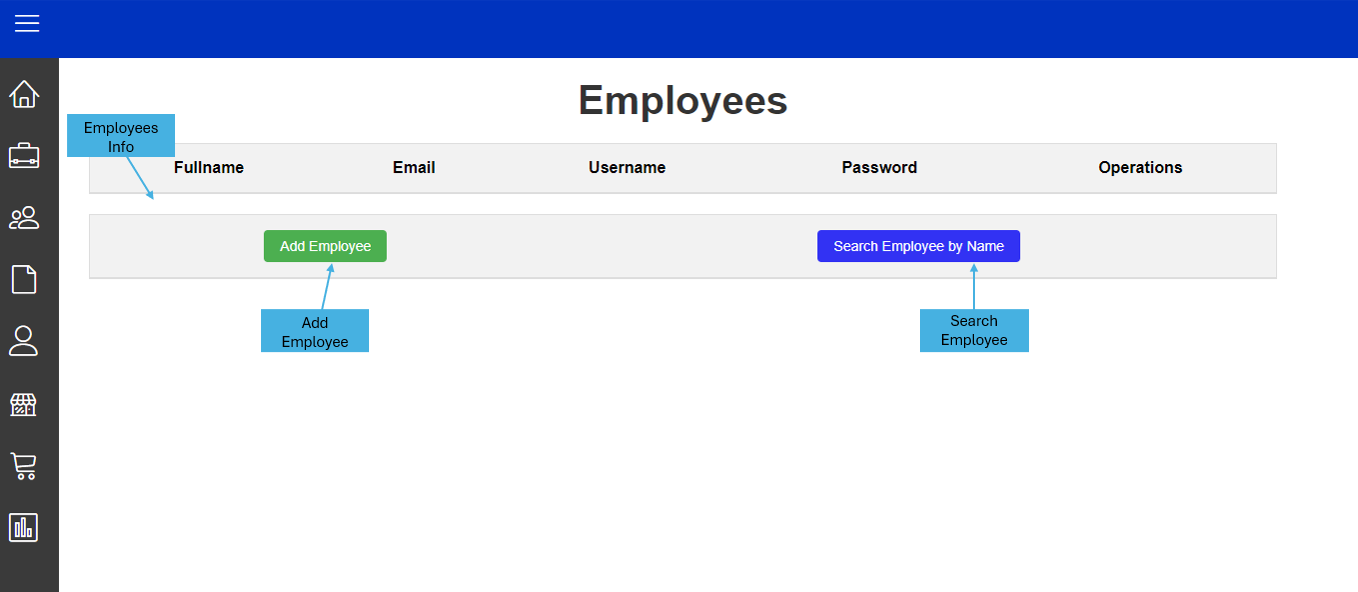 Employees
Employees
Info
Fullname Email Username Password Operations
Add Employee Search Employee by Name
Add
Employee
Search
Employee